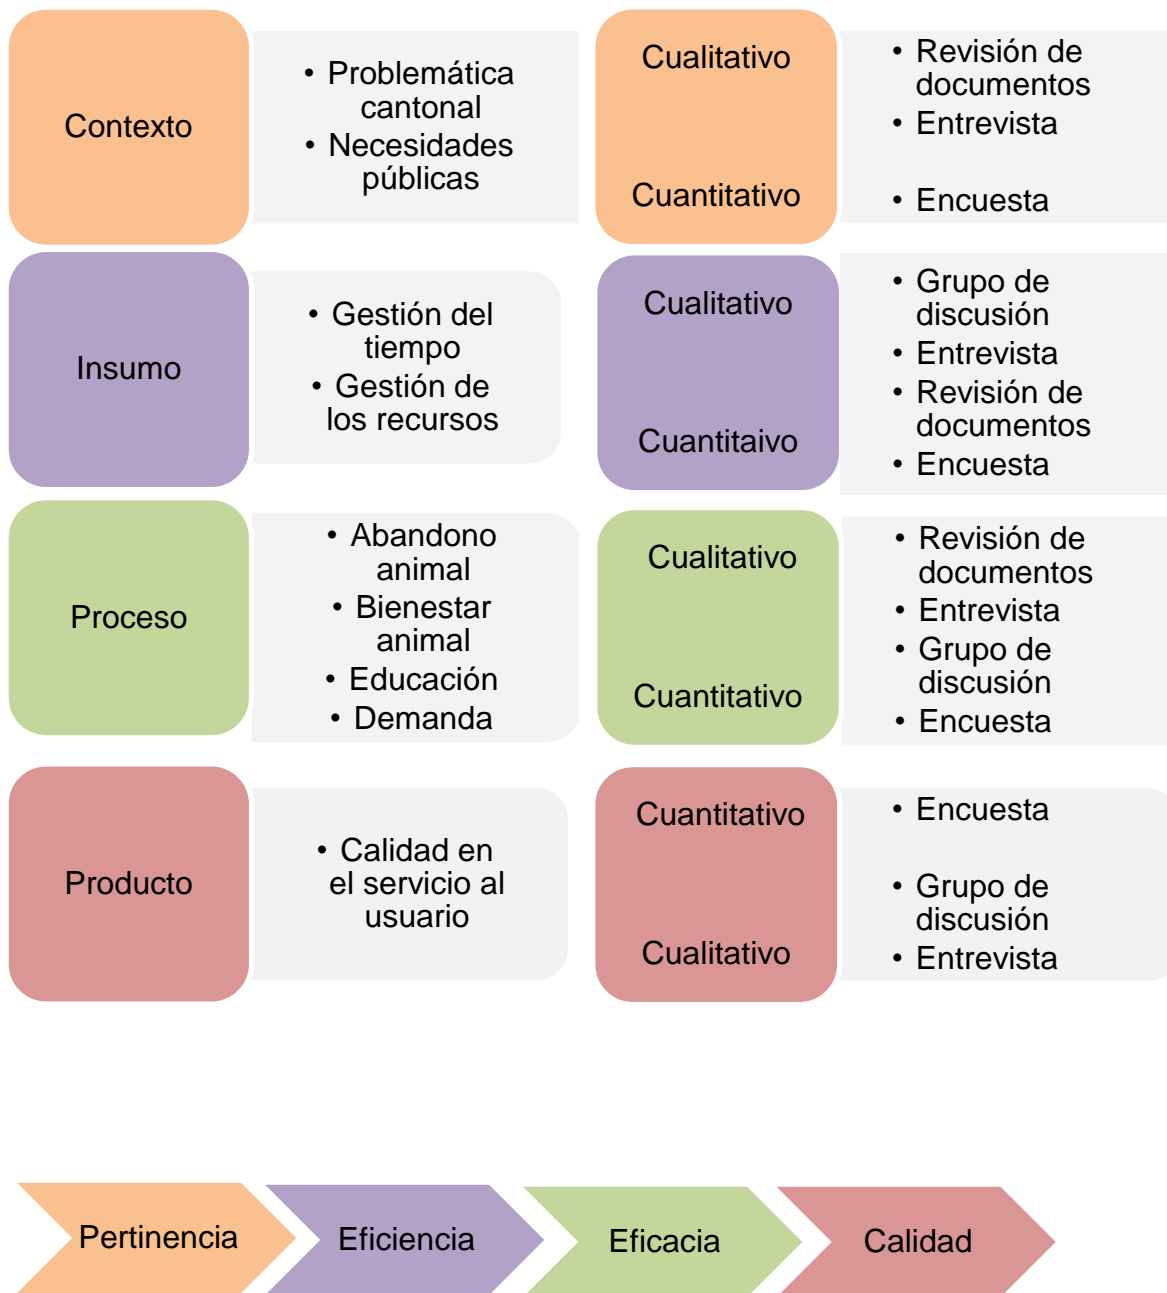 Contexto
• Problemática
cantonal
• Necesidades
públicas
Cualitativo
Cuantitativo
• Revisión de
documentos
• Entrevista
• Encuesta
Insumo
• Gestión del
tiempo
• Gestión de
los recursos
Cualitativo
Cuantitaivo
• Grupo de
discusión
• Entrevista
• Revisión de
documentos
• Encuesta
Proceso
• Abandono
animal
• Bienestar
animal
• Educación
• Demanda
Cualitativo
Cuantitativo
• Revisión de
documentos
• Entrevista
• Grupo de
discusión
• Encuesta
Producto
• Calidad en
el servicio al
usuario
Cuantitativo
Cualitativo
• Encuesta
• Grupo de
discusión
• Entrevista
Pertinencia
Eficiencia
Eficacia
Calidad